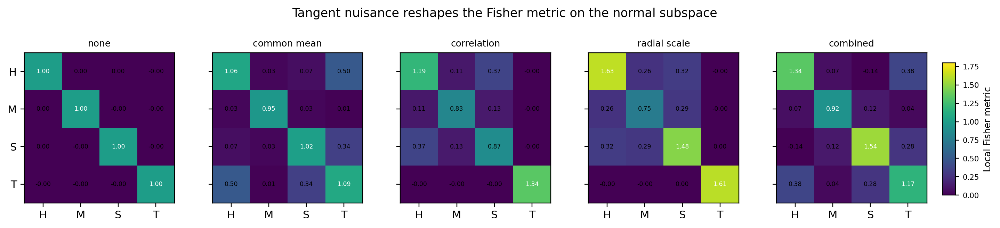 Tangent nuisance reshapes the Fisher metric on the normal subspace
none common mean correlation radial scale combined
H 1.00 0.00 0.00 -0.00 1.06 0.03 0.07 0.50 1.19 0.11 0.37 -0.00 1.63 0.26 0.32 -0.00 1.34 0.07 -0.14 0.38
M 0.00 1.00 -0.00 -0.00 0.03 0.95 0.03 0.01 0.11 0.83 0.13 -0.00 0.26 0.75 0.29 -0.00 0.07 0.92 0.12 0.04
S 0.00 -0.00 1.00 -0.00 0.07 0.03 1.02 0.34 0.37 0.13 0.87 -0.00 0.32 0.29 1.48 0.00 -0.14 0.12 1.54 0.28
T -0.00 -0.00 -0.00 1.00 0.50 0.01 0.34 1.09 -0.00 -0.00 -0.00 1.34 -0.00 -0.00 0.00 1.61 0.38 0.04 0.28 1.17
H M S T H M S T H M S T H M S T H M S T
1.75
1.50
1.25
1.00
0.75
0.50
0.25
0.00
Local Fisher metric